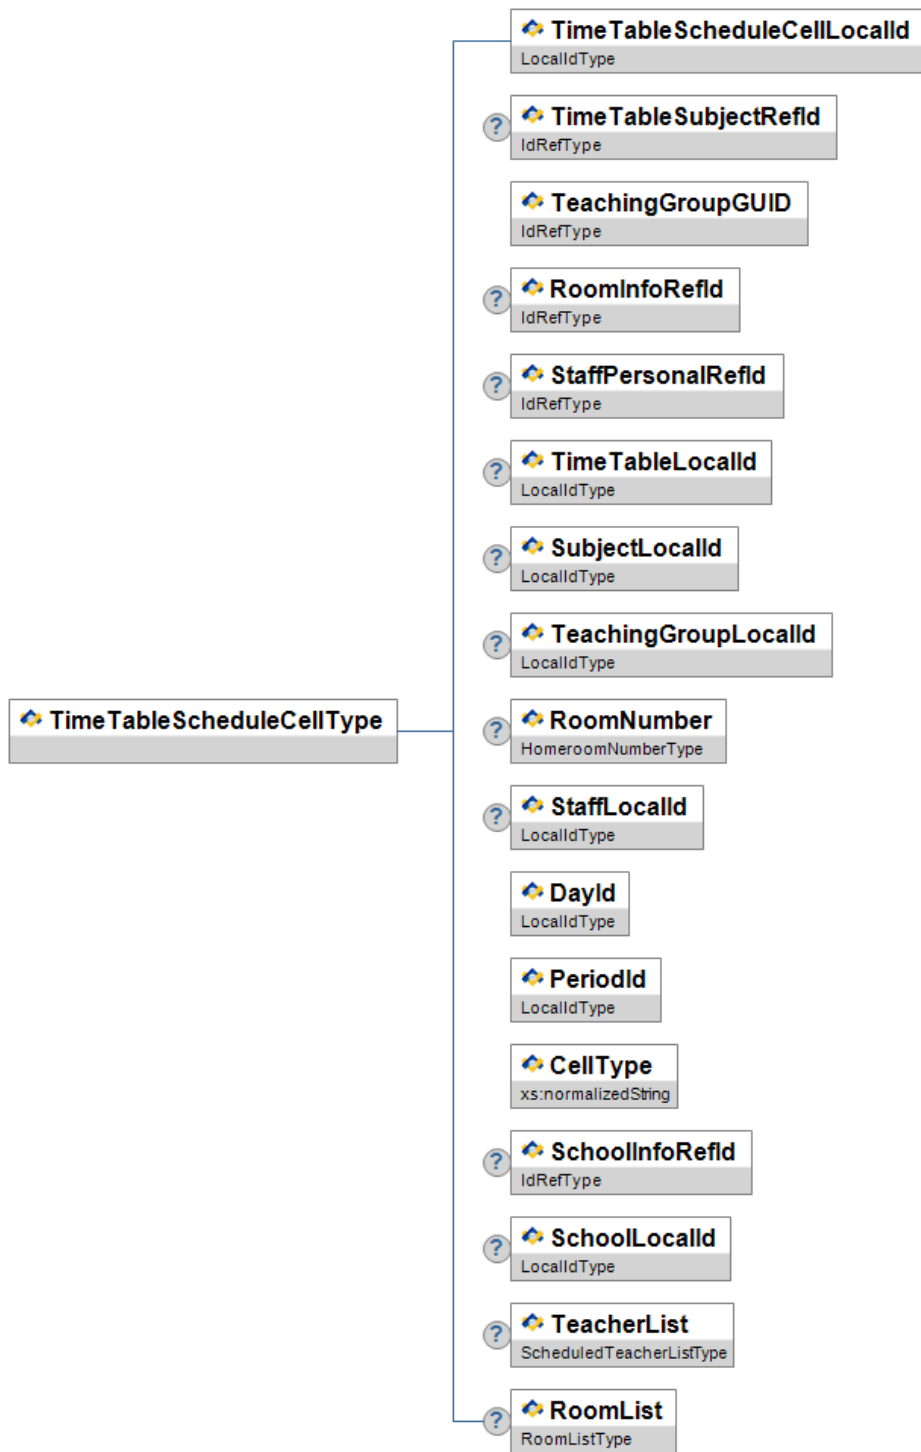 TimeTableScheduleCellLocalId
LocalIdType
?
TimeTableSubjectRefId
IdRefType
TeachingGroupGUID
IdRefType
?
RoomInfoRefId
IdRefType
?
StaffPersonalRefId
IdRefType
?
TimeTableLocalId
LocalIdType
?
SubjectLocalId
LocalIdType
?
TeachingGroupLocalId
LocalIdType
TimeTableScheduleCellType
?
RoomNumber
HomeroomNumberType
?
StaffLocalId
LocalIdType
DayId
LocalIdType
PeriodId
LocalIdType
CellType
xs:normalizedString
?
SchoolInfoRefId
IdRefType
?
SchoolLocalId
LocalIdType
?
TeacherList
ScheduledTeacherListType
?
RoomList
RoomListType